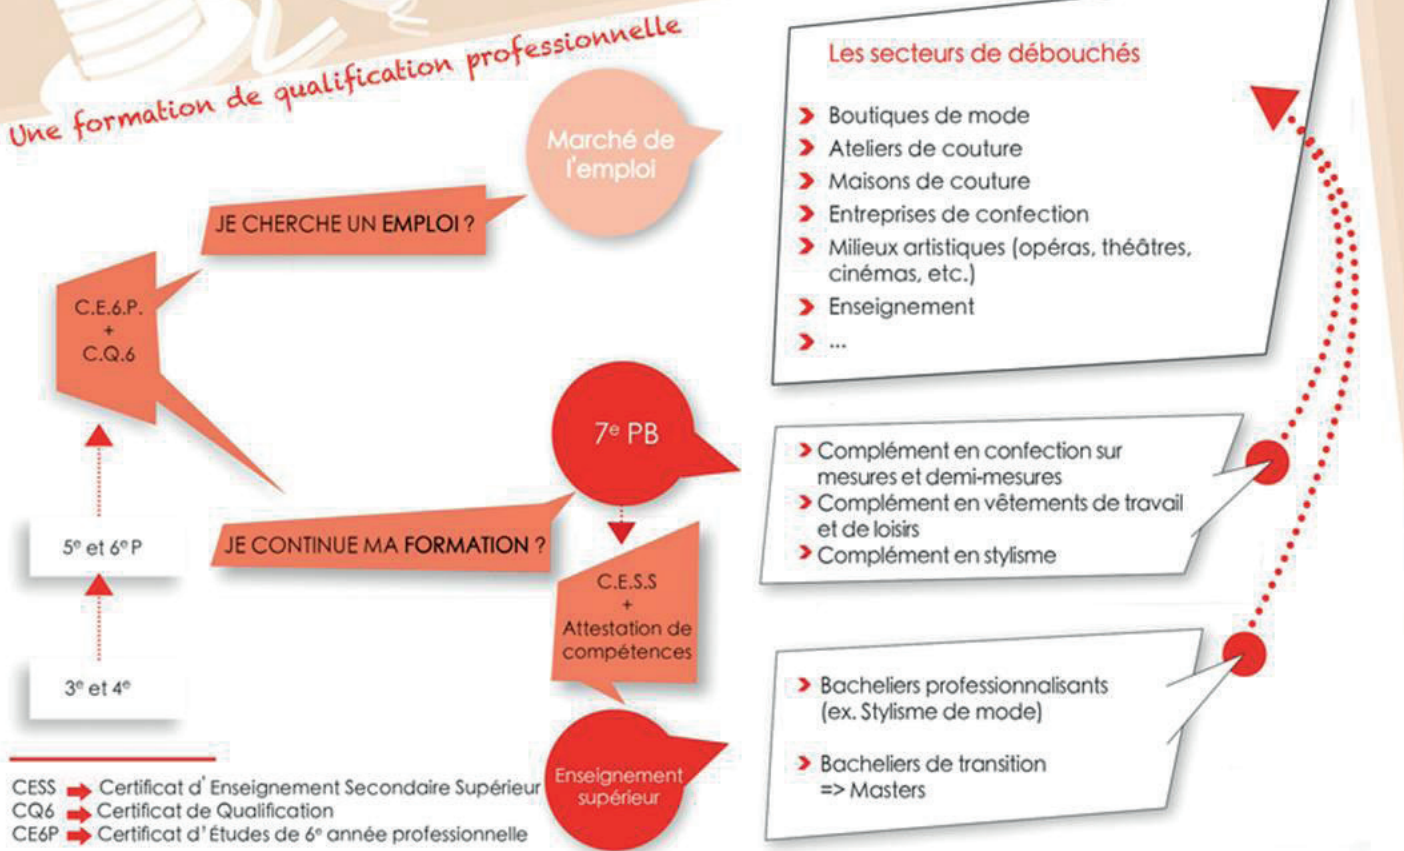 Une formation de qualification professionnelle
Marché de
l'emploi
JE CHERCHE UN EMPLOI ?
C.E.6.P.
+
C.Q.6
5e et 6e P
3e et 4e
JE CONTINUE MA FORMATION ?
7e PB
C.E.S.S
+
Attestation de
compétences
Enseignement
supérieur
Les secteurs de débouchés
Boutiques de mode
Ateliers de couture
Maisons de couture
Entreprises de confection
Milieux artistiques (opéras, théâtres,
cinémas, etc.)
Enseignement
...
Complément en confection sur
mesures et demi-mesures
Complément en vêtements de travail
et de loisirs
Complément en stylisme
Bacheliers professionnalisants
(ex. Stylisme de mode)
Bacheliers de transition
=> Masters
CESS ➡ Certificat d'Enseignement Secondaire Supérieur
CQ6 ➡ Certificat de Qualification
CE6P ➡ Certificat d'Études de 6e année professionnelle